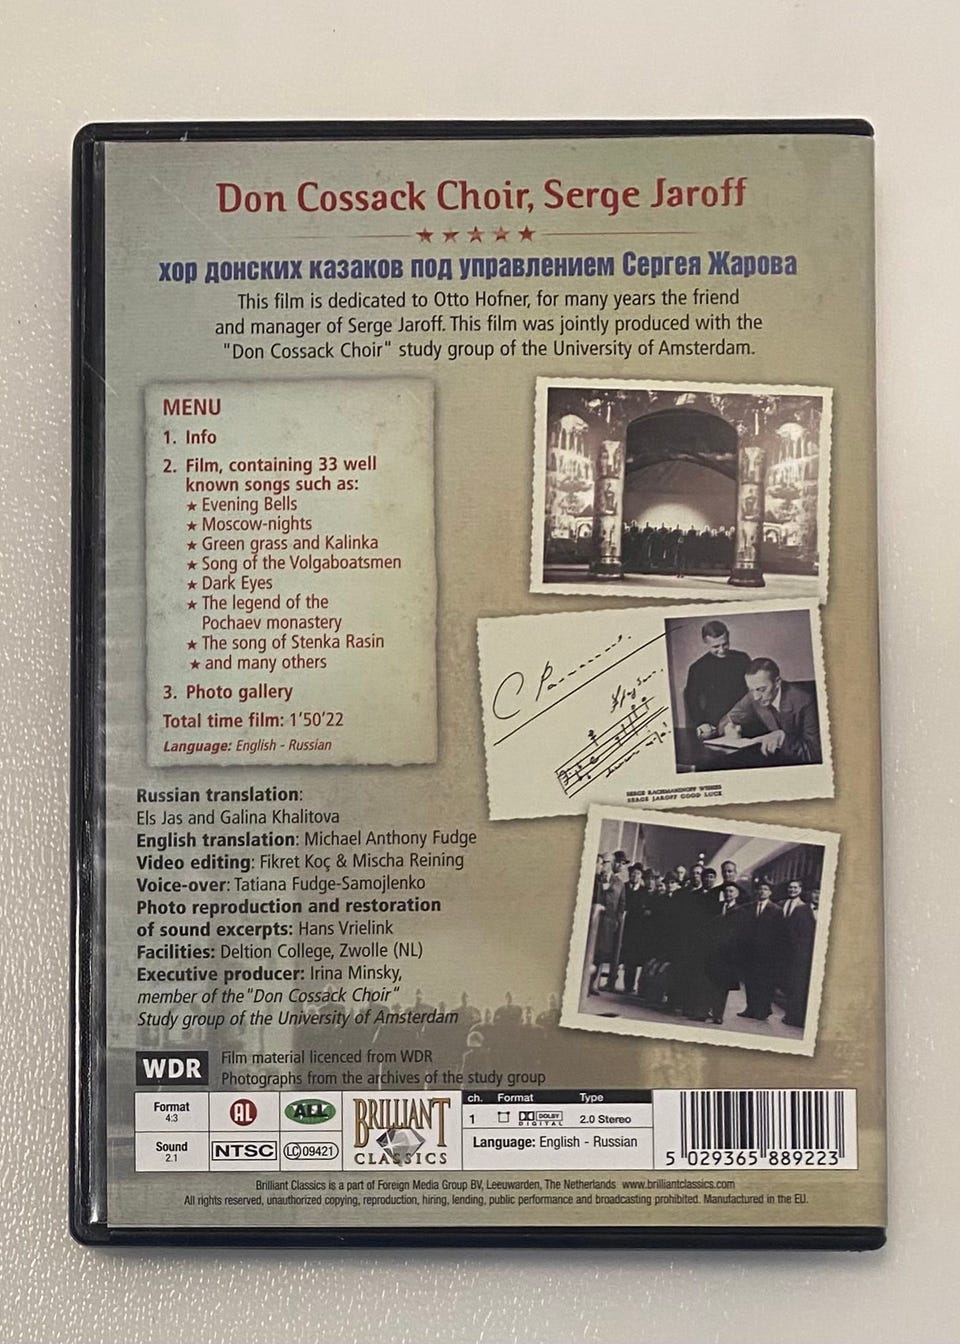 Don Cossack Choir, Serge Jaroff
хор донских казаков под управлением Сергея Жарова
This film is dedicated to Otto Hofner, for many years the friend
and manager of Serge Jaroff. This film was jointly produced with the
"Don Cossack Choir" study group of the University of Amsterdam.
MENU
1. Info
2. Film, containing 33 well
known songs such as:
★ Evening Bells
★ Moscow-nights
★ Green grass and Kalinka
★ Song of the Volgaboatsmen
★ Dark Eyes
★ The legend of the
Pochaev monastery
★ The song of Stenka Rasin
★ and many others
3. Photo gallery
Total time film: 1'50'22
Language: English - Russian
SERGE RACHMANINOFF WISHES
SERGE JAROFF GOOD LUCK
Russian translation:
Els Jas and Galina Khalitova
English translation: Michael Anthony Fudge
Video editing: Fikret Koç & Mischa Reining
Voice-over: Tatiana Fudge-Samojlenko
Photo reproduction and restoration
of sound excerpts: Hans Vrielink
Facilities: Deltion College, Zwolle (NL)
Executive producer: Irina Minsky,
member of the "Don Cossack Choir"
Study group of the University of Amsterdam
WDR
Film material licenced from WDR
Photographs from the archives of the study group
Format
4:3
AL
ALL
Sound
2.1
NTSC
LC 09421
BRILLIANT
CLASSICS
ch. Format Type
1 DOLBY DIGITAL 2.0 Stereo
Language: English - Russian
5 029365 889223
Brilliant Classics is a part of Foreign Media Group BV, Leeuwarden, The Netherlands www.brilliantclassics.com
All rights reserved, unauthorized copying, reproduction, hiring, lending, public performance and broadcasting prohibited. Manufactured in the EU.